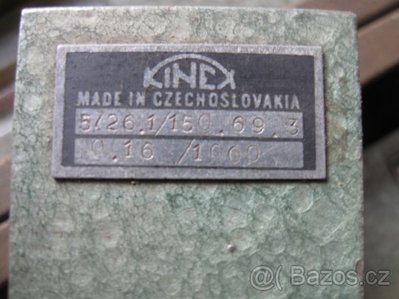 KINEX
MADE IN CZECHOSLOVAKIA
5/26.1/150.69.3
0.16 /1000
Bazos.cz